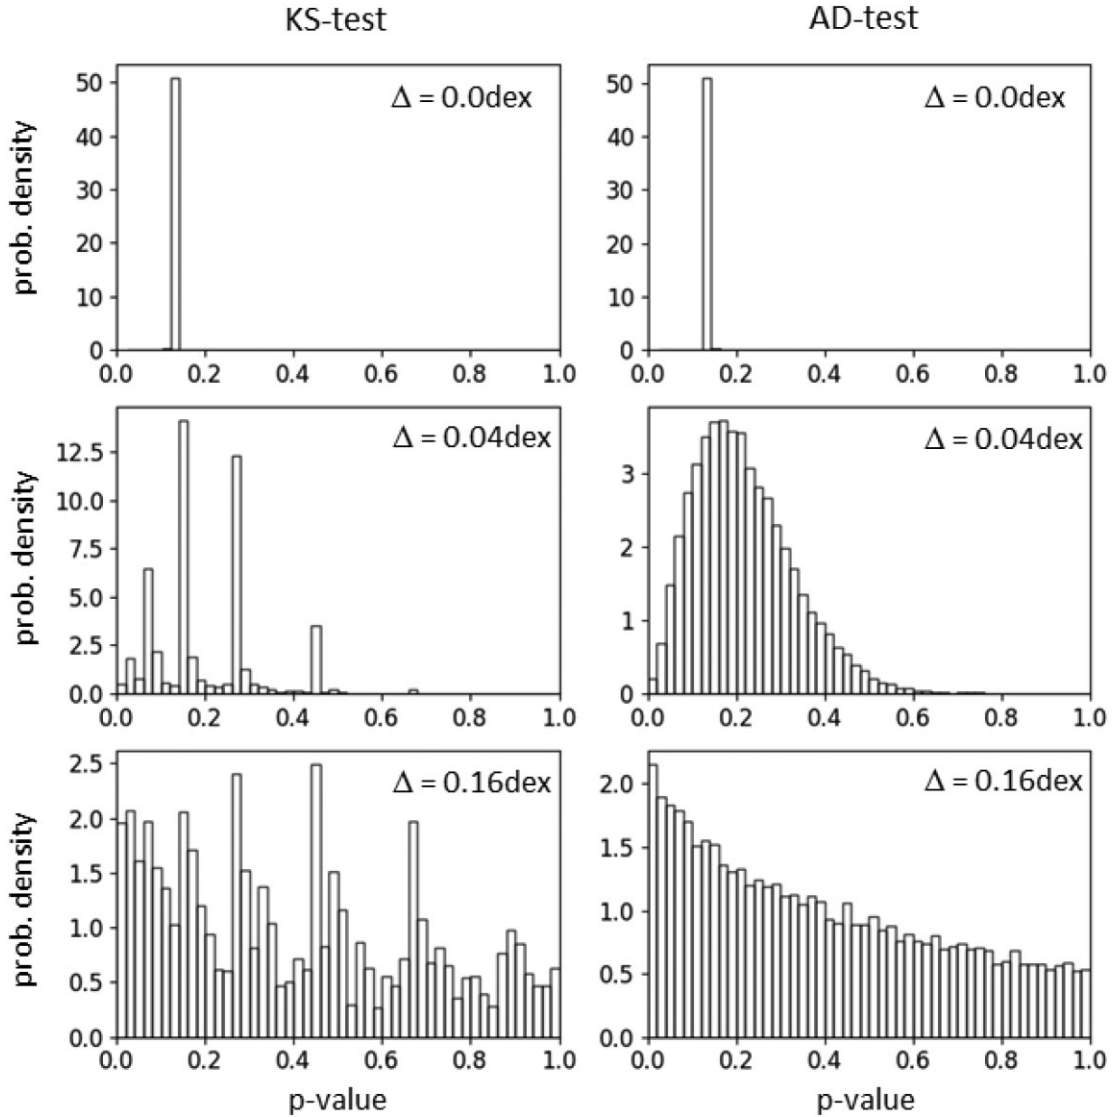 KS-test
AD-test
prob. density
50
40
30
20
10
0
Δ = 0.0dex
0.0 0.2 0.4 0.6 0.8 1.0
50
40
30
20
10
0
Δ = 0.0dex
0.0 0.2 0.4 0.6 0.8 1.0
prob. density
12.5
10.0
7.5
5.0
2.5
0.0
Δ = 0.04dex
0.0 0.2 0.4 0.6 0.8 1.0
3
2
1
0
Δ = 0.04dex
0.0 0.2 0.4 0.6 0.8 1.0
prob. density
2.5
2.0
1.5
1.0
0.5
0.0
Δ = 0.16dex
0.0 0.2 0.4 0.6 0.8 1.0
p-value
2.0
1.5
1.0
0.5
0.0
Δ = 0.16dex
0.0 0.2 0.4 0.6 0.8 1.0
p-value